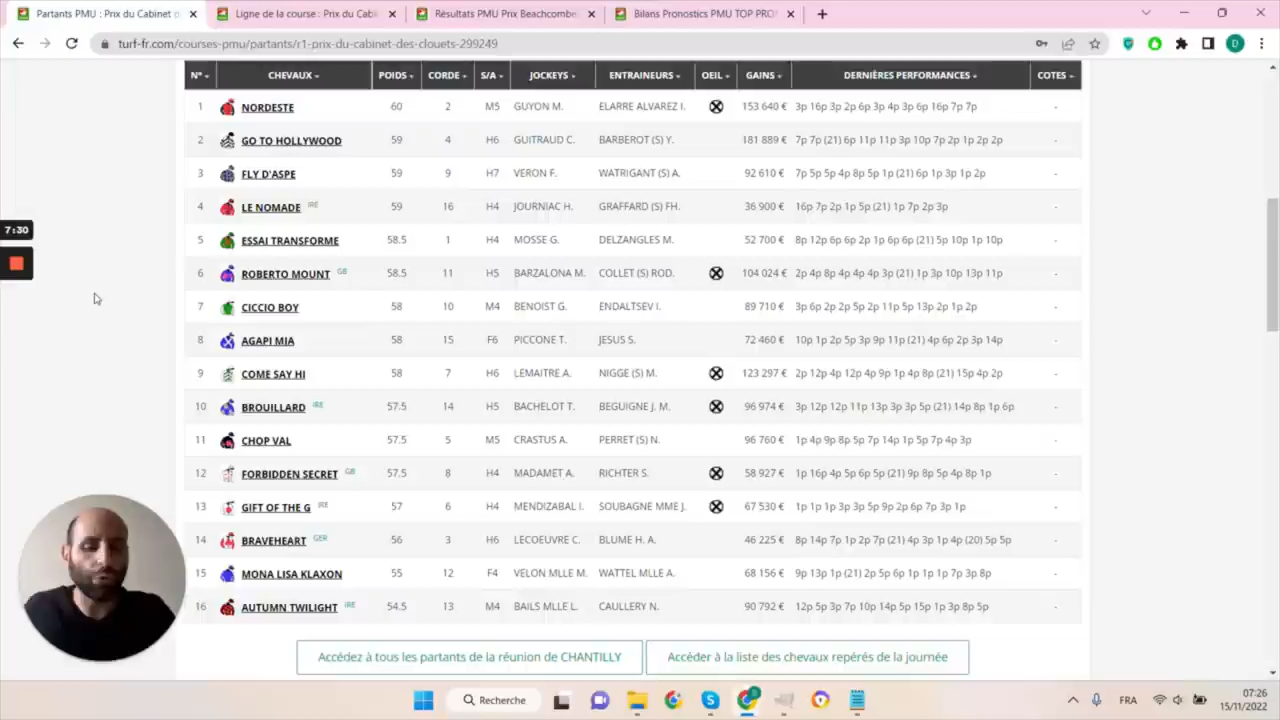 Partants PMU : Prix du Cabinet d
Ligne de la course : Prix du Cabi
Résultats PMU Prix Beachcombe
Bilans Pronostics PMU TOP PRO
turf-fr.com/courses-pmu/partants/r1-prix-du-cabinet-des-clouets-299249
N° CHEVAUX POIDS CORDE S/A JOCKEYS ENTRAINEURS OEIL GAINS DERNIÈRES PERFORMANCES COTES
1 NORDESTE 60 2 M5 GUYON M. ELARRE ALVAREZ I. 153 640 € 3p 16p 3p 2p 6p 3p 4p 3p 6p 16p 7p 7p -
2 GO TO HOLLYWOOD 59 4 H6 GUITRAUD C. BARBEROT (S) Y. 181 889 € 7p 7p (21) 6p 11p 11p 3p 10p 7p 2p 1p 2p 2p -
3 FLY D'ASPE 59 9 H7 VERON F. WATRIGANT (S) A. 92 610 € 7p 5p 5p 4p 8p 5p 1p (21) 6p 1p 3p 1p 2p -
4 LE NOMADE IRE 59 16 H4 JOURNIAC H. GRAFFARD (S) FH. 36 900 € 16p 7p 2p 1p 5p (21) 1p 7p 2p 3p -
5 ESSAI TRANSFORME 58.5 1 H4 MOSSE G. DELZANGLES M. 52 700 € 8p 12p 6p 6p 2p 1p 6p 6p (21) 5p 10p 1p 10p -
6 ROBERTO MOUNT GB 58.5 11 H5 BARZALONA M. COLLET (S) ROD. 104 024 € 2p 4p 8p 4p 4p 4p 3p (21) 1p 3p 10p 13p 11p -
7 CICCIO BOY 58 10 M4 BENOIST G. ENDALTSEV I. 89 710 € 3p 6p 2p 2p 5p 2p 11p 5p 13p 2p 1p 2p -
8 AGAPI MIA 58 15 F6 PICCONE T. JESUS S. 72 460 € 10p 1p 2p 5p 3p 9p 11p (21) 4p 6p 2p 3p 14p -
9 COME SAY HI 58 7 H6 LEMAITRE A. NIGGE (S) M. 123 297 € 2p 12p 4p 12p 4p 9p 1p 4p 8p (21) 15p 4p 2p -
10 BROUILLARD IRE 57.5 14 H5 BACHELOT T. BEGUIGNE J. M. 96 974 € 3p 12p 12p 11p 13p 3p 3p 5p (21) 14p 8p 1p 6p -
11 CHOP VAL 57.5 5 M5 CRASTUS A. PERRET (S) N. 96 760 € 1p 4p 9p 8p 5p 7p 14p 1p 5p 7p 4p 3p -
12 FORBIDDEN SECRET GB 57.5 8 H4 MADAMET A. RICHTER S. 58 927 € 1p 16p 4p 5p 6p 5p (21) 9p 8p 5p 4p 8p 1p -
13 GIFT OF THE G IRE 57 6 H4 MENDIZABAL I. SOUBAGNE MME J. 67 530 € 1p 1p 1p 3p 3p 5p 9p 2p 6p 7p 3p 1p -
14 BRAVEHEART GER 56 3 H6 LECOEUVRE C. BLUME H. A. 46 225 € 8p 14p 7p 1p 2p 7p (21) 4p 3p 1p 4p (20) 5p 5p -
15 MONA LISA KLAXON 55 12 F4 VELON MLLE M. WATTEL MLLE A. 68 156 € 9p 13p 1p (21) 2p 5p 6p 1p 1p 1p 7p 3p 8p -
16 AUTUMN TWILIGHT IRE 54.5 13 M4 BAILS MLLE L. CAULLERY N. 90 792 € 12p 5p 3p 7p 10p 14p 5p 15p 1p 3p 8p 5p -
7:30
Accédez à tous les partants de la réunion de CHANTILLY
Accéder à la liste des chevaux repérés de la journée
Recherche
FRA
07:26
15/11/2022